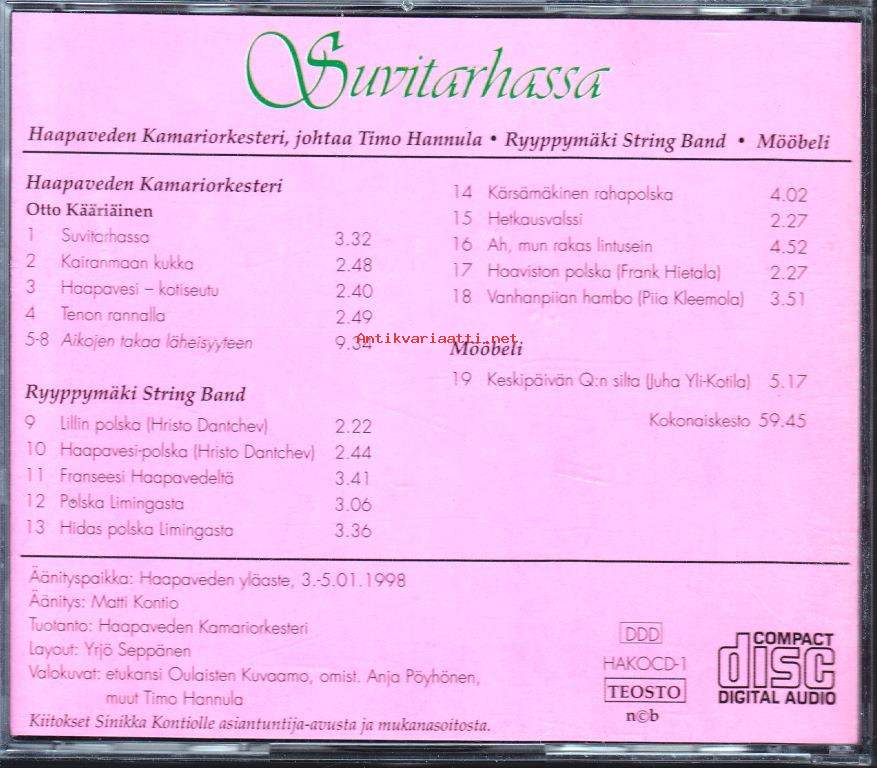 Suvitarhassa
Haapaveden Kamariorkesteri, johtaa Timo Hannula • Ryyppymäki String Band • Mööbeli
Haapaveden Kamariorkesteri
Otto Kääriäinen
1 Suvitarhassa 3.32
2 Kairanmaan kukka 2.48
3 Haapavesi – kotiseutu 2.40
4 Tenon rannalla 2.49
5-8 Aikojen takaa läheisyyteen 9.34
Ryyppymäki String Band
9 Lillin polska (Hristo Dantchev) 2.22
10 Haapavesi-polska (Hristo Dantchev) 2.44
11 Franseesi Haapavedeltä 3.41
12 Polska Limingasta 3.06
13 Hidas polska Limingasta 3.36
14 Kärsämäkinen rahapolska 4.02
15 Hetkausvalssi 2.27
16 Ah, mun rakas lintusein 4.52
17 Haaviston polska (Frank Hietala) 2.27
18 Vanhanpiian hambo (Piia Kleemola) 3.51
Antikvariaatti.net
Mööbeli
19 Keskipäivän Q:n silta (Juha Yli-Kotila) 5.17
Kokonaiskesto 59.45
Äänityspaikka: Haapaveden yläaste, 3.-5.01.1998
Äänitys: Matti Kontio
Tuotanto: Haapaveden Kamariorkesteri
Layout: Yrjö Seppänen
Valokuvat: etukansi Oulaisten Kuvaamo, omist. Anja Pöyhönen,
muut Timo Hannula
Kiitokset Sinikka Kontiolle asiantuntija-avusta ja mukanasoitosta.
DDD
HAKOCD-1
TEOSTO
n©b
COMPACT
disc
DIGITAL AUDIO